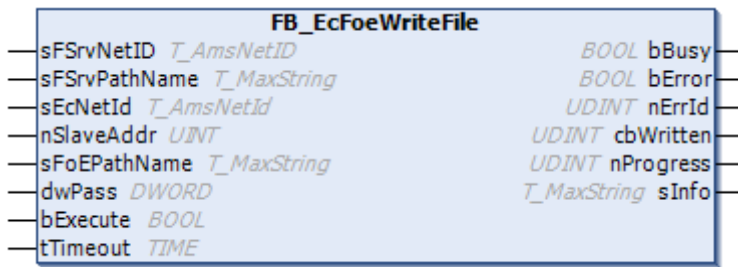 FB_EcFoeWriteFile
sFSrvNetID T_AmsNetID BOOL bBusy
sFSrvPathName T_MaxString BOOL bError
sEcNetId T_AmsNetId UDINT nErrId
nSlaveAddr UINT UDINT cbWritten
sFoEPathName T_MaxString UDINT nProgress
dwPass DWORD T_MaxString sInfo
bExecute BOOL
tTimeout TIME